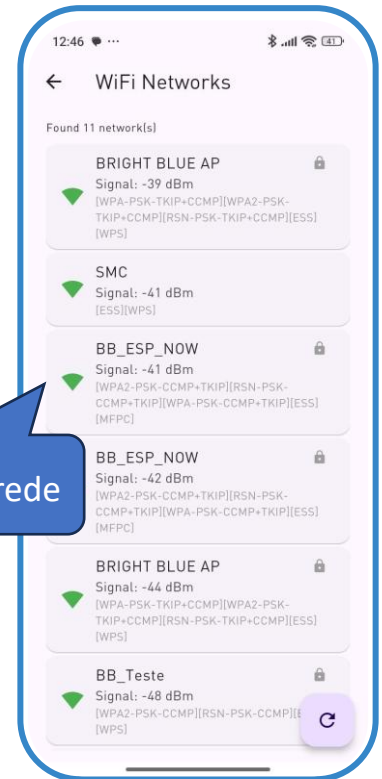 12:46
41
WiFi Networks
Found 11 network(s)
BRIGHT BLUE AP
Signal: -39 dBm
[WPA-PSK-TKIP+CCMP][WPA2-PSK-
TKIP+CCMP][RSN-PSK-TKIP+CCMP][ESS]
[WPS]
SMC
Signal: -41 dBm
[ESS][WPS]
BB_ESP_NOW
Signal: -41 dBm
[WPA2-PSK-CCMP+TKIP][RSN-PSK-
CCMP+TKIP][WPA-PSK-CCMP+TKIP][ESS]
[MFPC]
rede
BB_ESP_NOW
Signal: -42 dBm
[WPA2-PSK-CCMP+TKIP][RSN-PSK-
CCMP+TKIP][WPA-PSK-CCMP+TKIP][ESS]
[MFPC]
BRIGHT BLUE AP
Signal: -44 dBm
[WPA-PSK-TKIP+CCMP][WPA2-PSK-
TKIP+CCMP][RSN-PSK-TKIP+CCMP][ESS]
[WPS]
BB_Teste
Signal: -48 dBm
[WPA2-PSK-CCMP][RSN-PSK-CCMP]
[WPS]